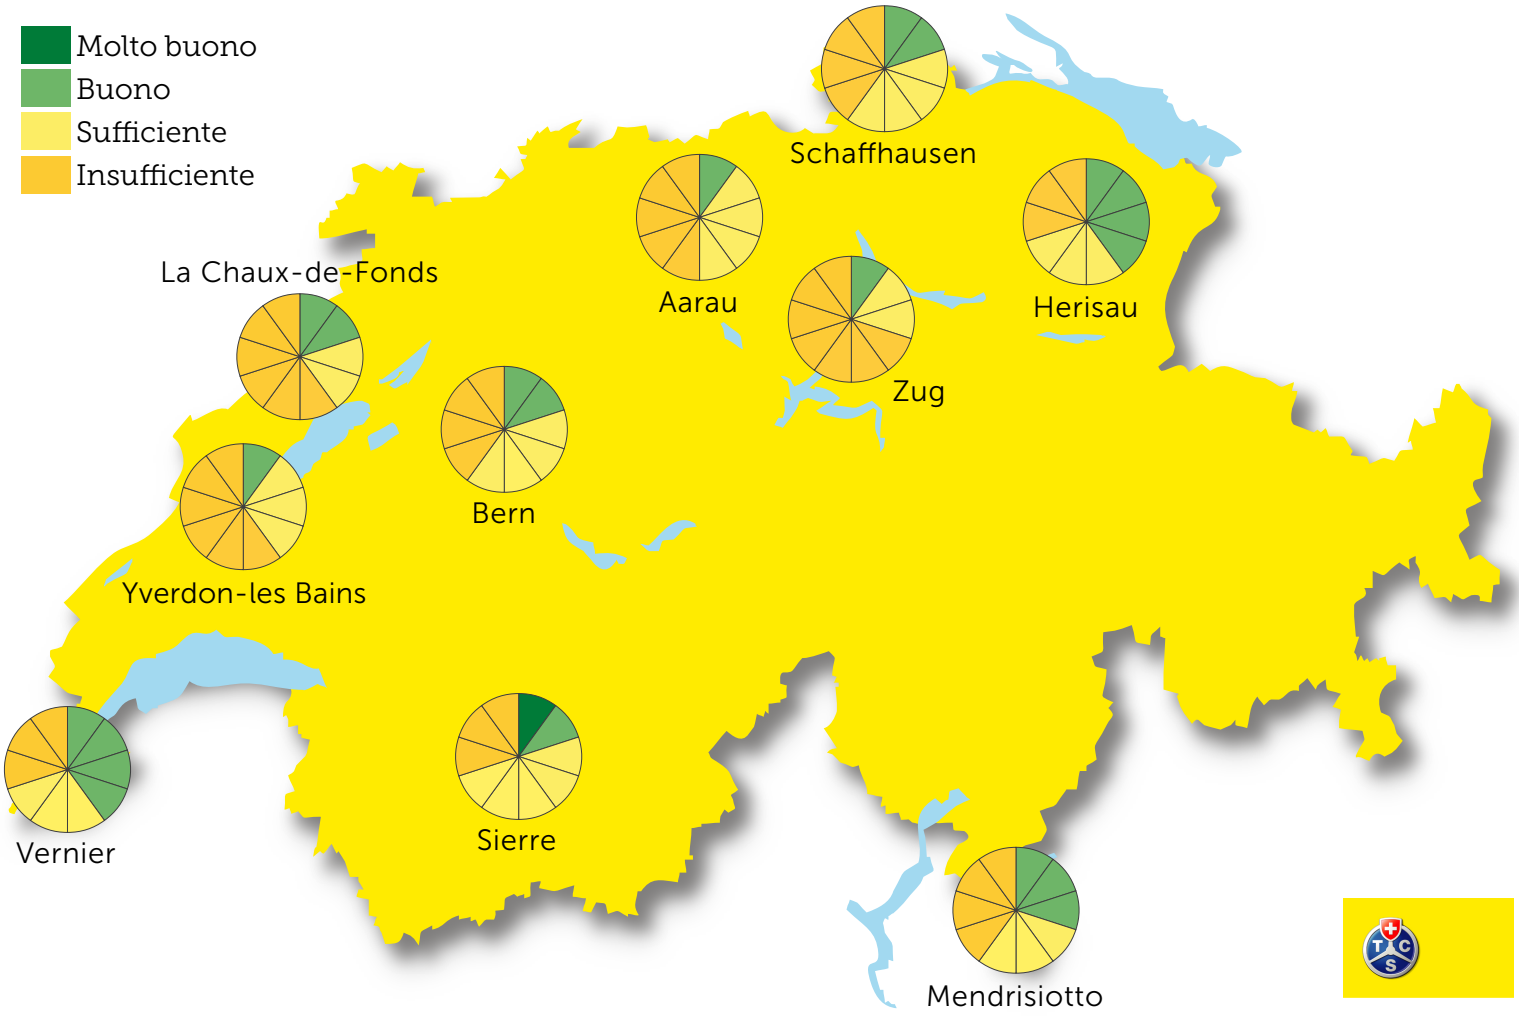 Molto buono
Buono
Sufficiente
Insufficiente
Schaffhausen
La Chaux-de-Fonds
Aarau
Herisau
Zug
Bern
Yverdon-les Bains
Vernier
Sierre
Mendrisiotto
T C
S